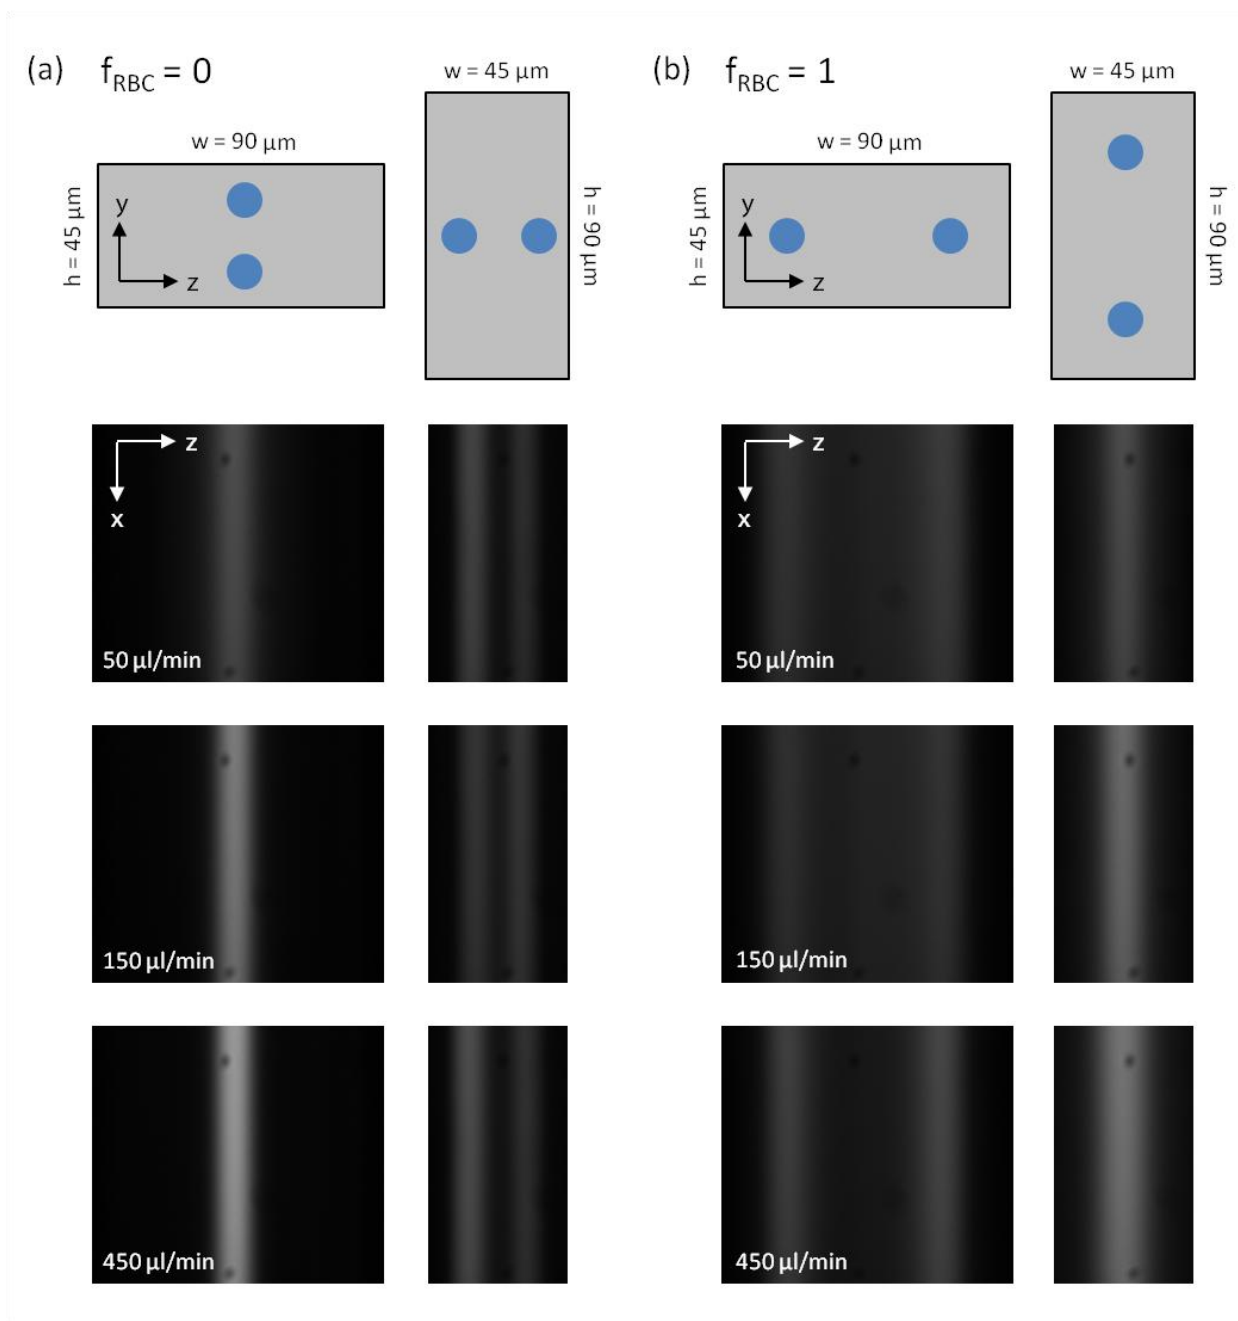 (a) f_RBC = 0
w = 45 μm
w = 90 μm
h = 45 μm
y
z
h = 90 μm
(b) f_RBC = 1
w = 45 μm
w = 90 μm
h = 45 μm
y
z
h = 90 μm
z
x
50 μl/min
z
x
50 μl/min
150 μl/min
150 μl/min
450 μl/min
450 μl/min